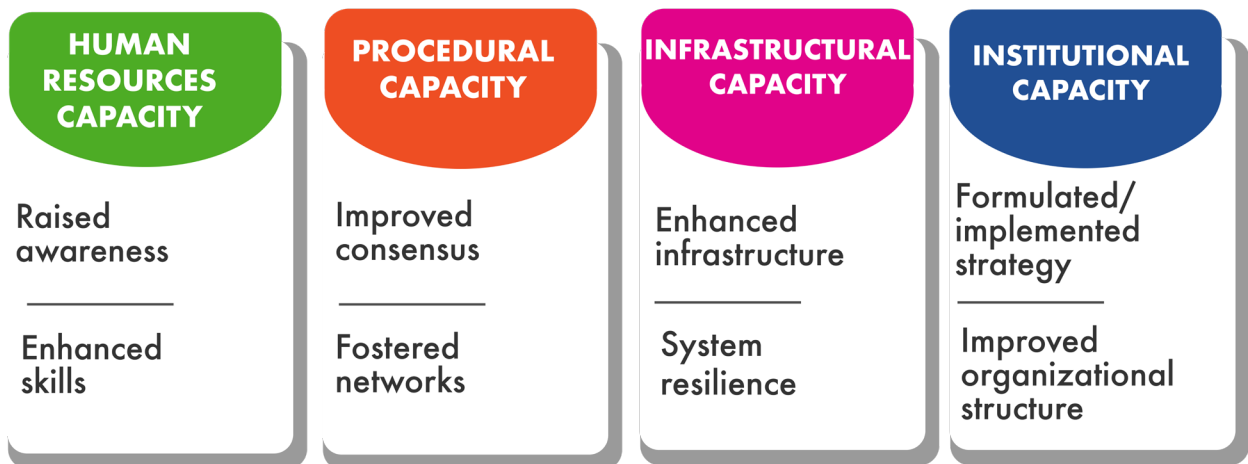 HUMAN
RESOURCES
CAPACITY
Raised
awareness
Enhanced
skills
PROCEDURAL
CAPACITY
Improved
consensus
Fostered
networks
INFRASTRUCTURAL
CAPACITY
Enhanced
infrastructure
System
resilience
INSTITUTIONAL
CAPACITY
Formulated/
implemented
strategy
Improved
organizational
structure